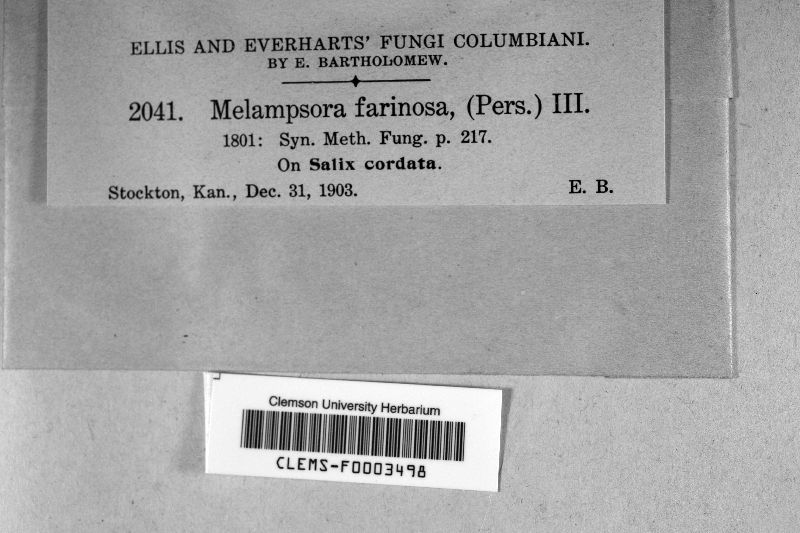 ELLIS AND EVERHARTS' FUNGI COLUMBIANI.
BY E. BARTHOLOMEW.
2041. Melampsora farinosa, (Pers.) III.
1801: Syn. Meth. Fung. p. 217.
On Salix cordata.
Stockton, Kan., Dec. 31, 1903. E. B.
Clemson University Herbarium
CLEMS-F0003498